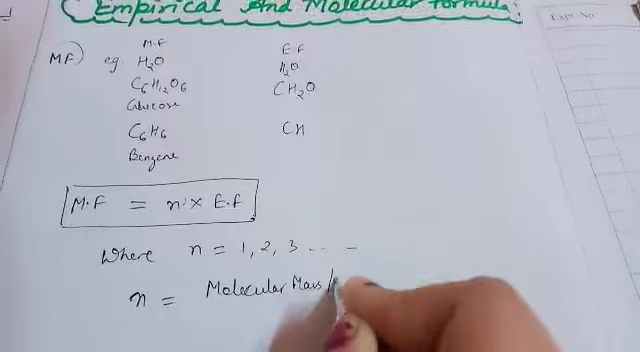 Empirical And Molecular formula
MF) eg. M.F E F
H₂O H₂O
C₆H₁₂O₆ CH₂O
Glucose
C₆H₆ CH
Benzene
M.F = n × E.F
Where n = 1, 2, 3 -- -
n = Molecular Mass /
Expt. No.